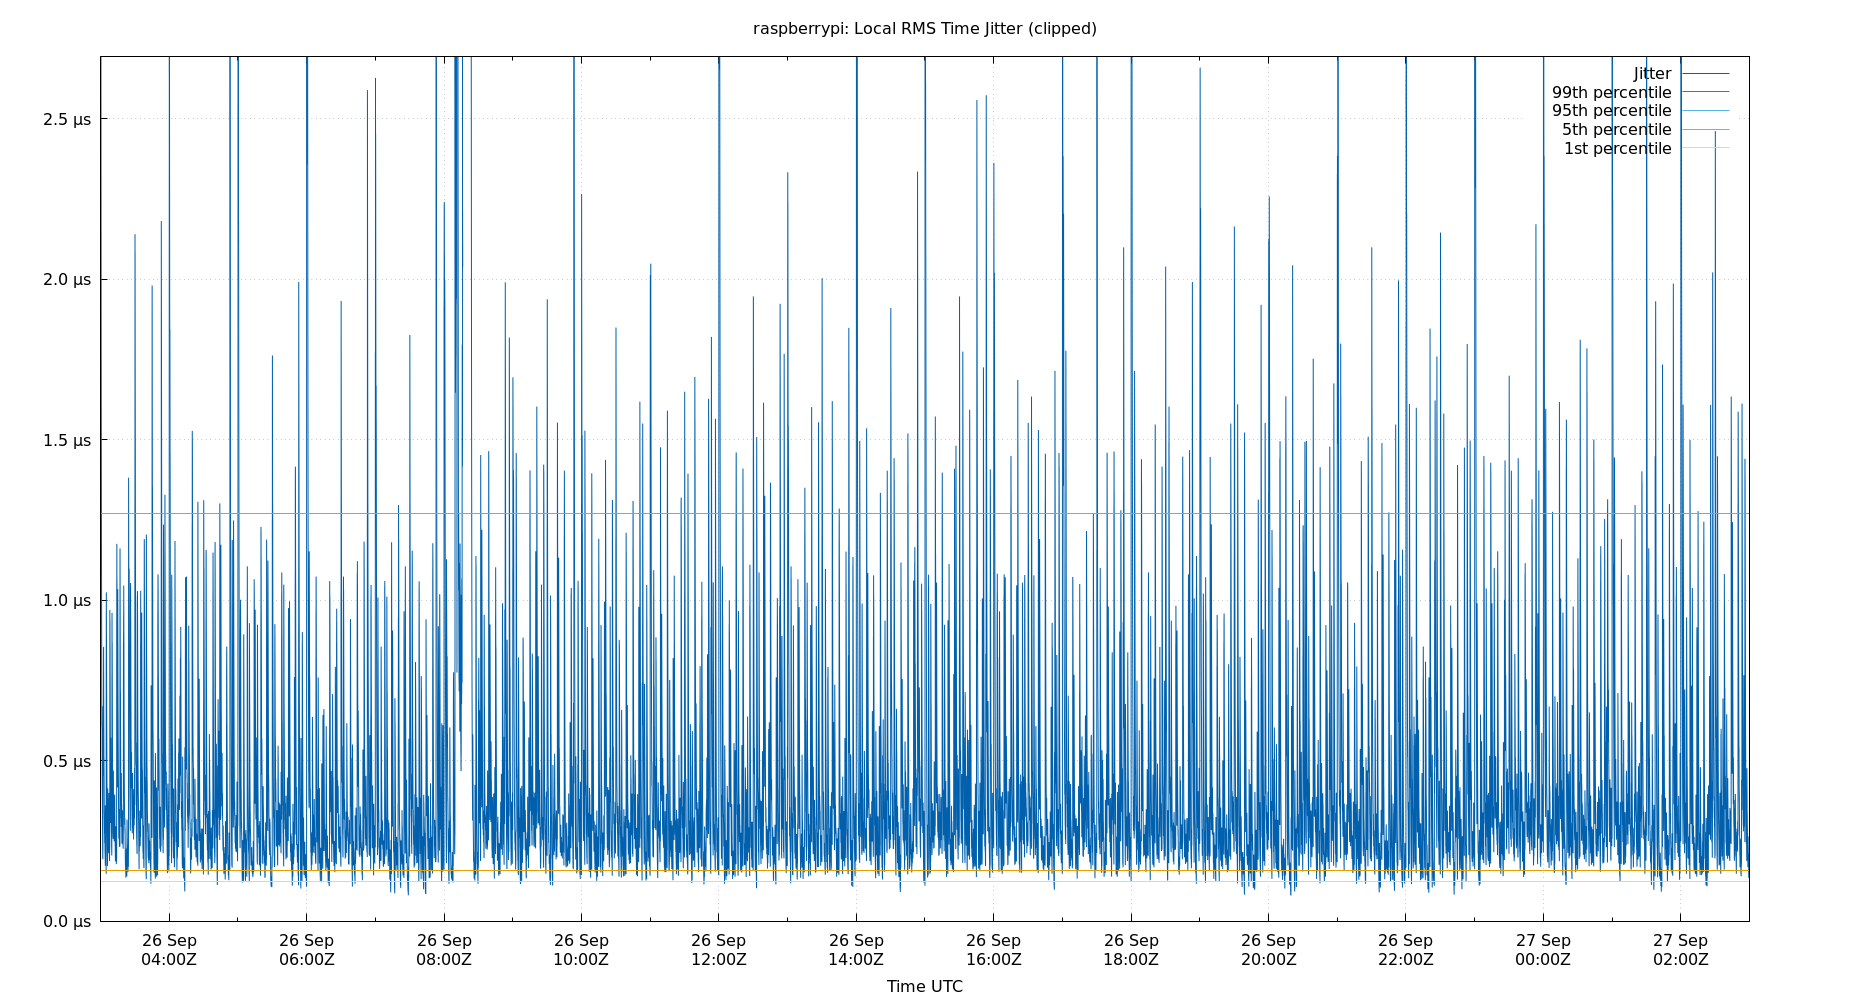 raspberrypi: Local RMS Time Jitter (clipped)
Jitter
99th percentile
95th percentile
5th percentile
1st percentile
2.5 µs
2.0 µs
1.5 µs
1.0 µs
0.5 µs
0.0 µs
26 Sep 26 Sep 26 Sep 26 Sep 26 Sep 26 Sep 26 Sep 26 Sep 26 Sep 26 Sep 27 Sep 27 Sep
04:00Z 06:00Z 08:00Z 10:00Z 12:00Z 14:00Z 16:00Z 18:00Z 20:00Z 22:00Z 00:00Z 02:00Z
Time UTC